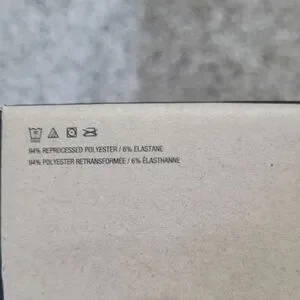 94% REPROCESSED POLYESTER / 6% ELASTANE
94% POLYESTER RETRANSFORMÉE / 6% ÉLASTHANNE